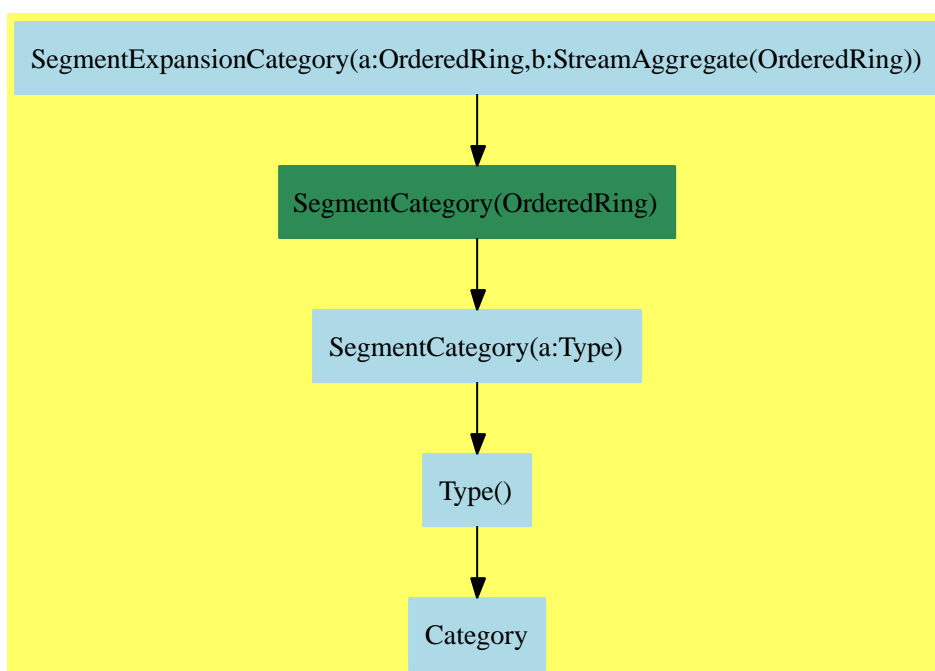 SegmentExpansionCategory(a:OrderedRing,b:StreamAggregate(OrderedRing))
SegmentCategory(OrderedRing)
SegmentCategory(a:Type)
Type()
Category